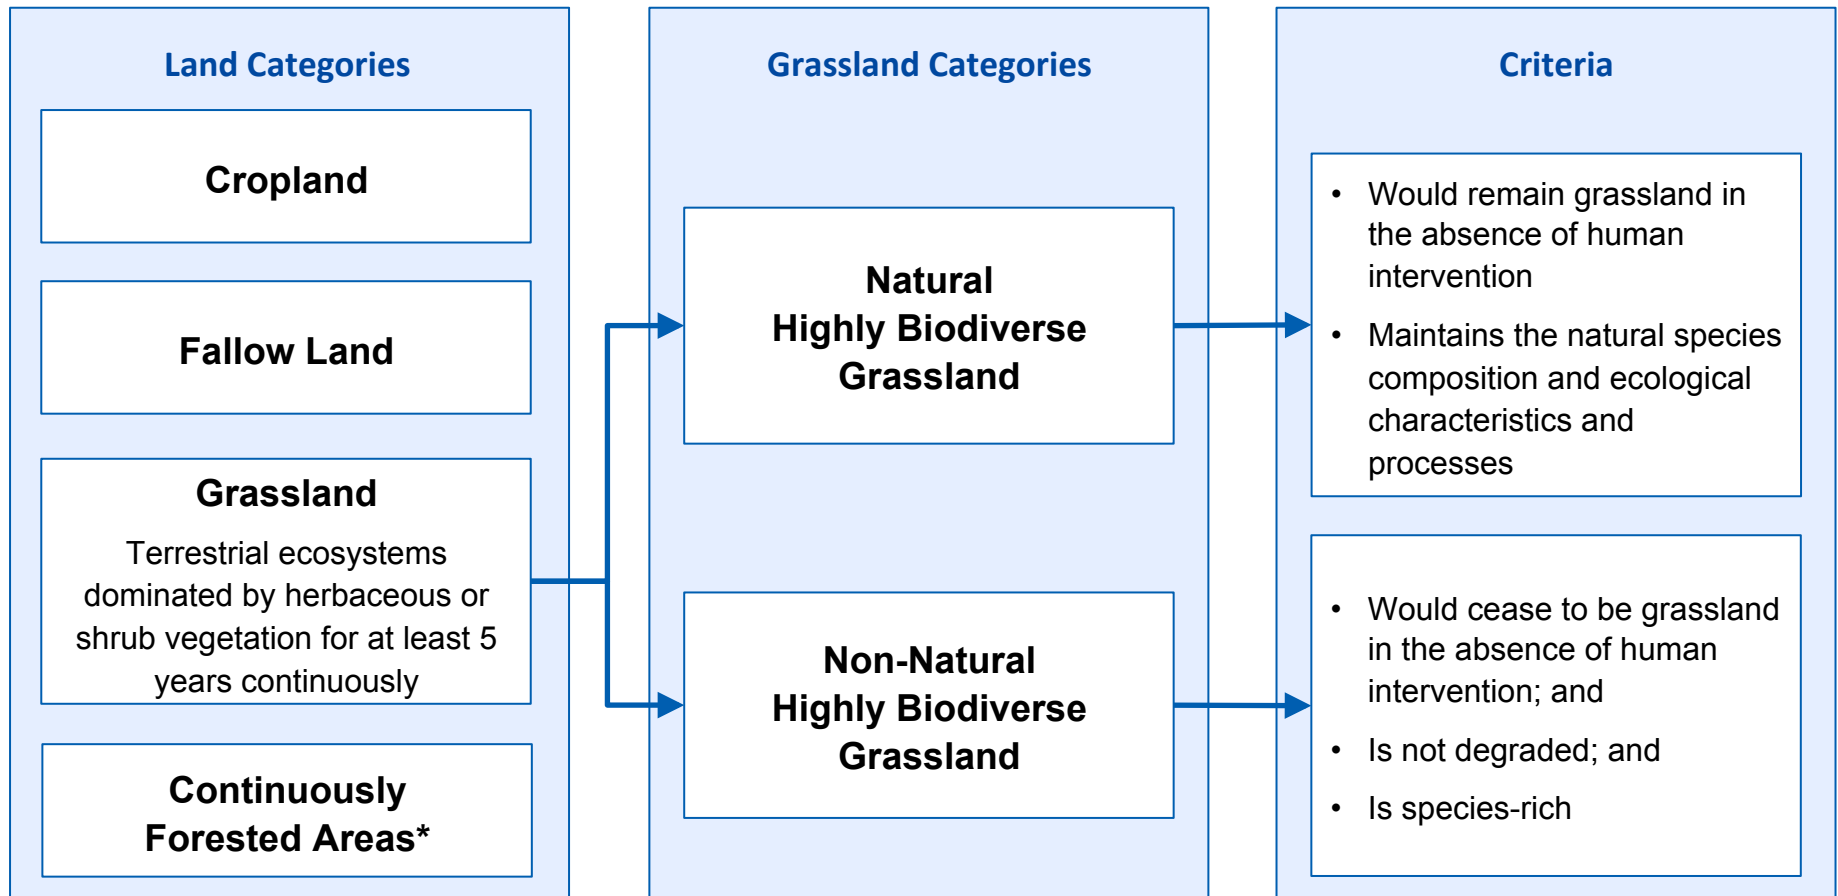 Land Categories
Cropland
Fallow Land
Grassland
Terrestrial ecosystems
dominated by herbaceous or
shrub vegetation for at least 5
years continuously
Continuously
Forested Areas*
Grassland Categories
Natural
Highly Biodiverse
Grassland
Non-Natural
Highly Biodiverse
Grassland
Criteria
• Would remain grassland in
the absence of human
intervention
• Maintains the natural species
composition and ecological
characteristics and
processes
• Would cease to be grassland
in the absence of human
intervention; and
• Is not degraded; and
• Is species-rich